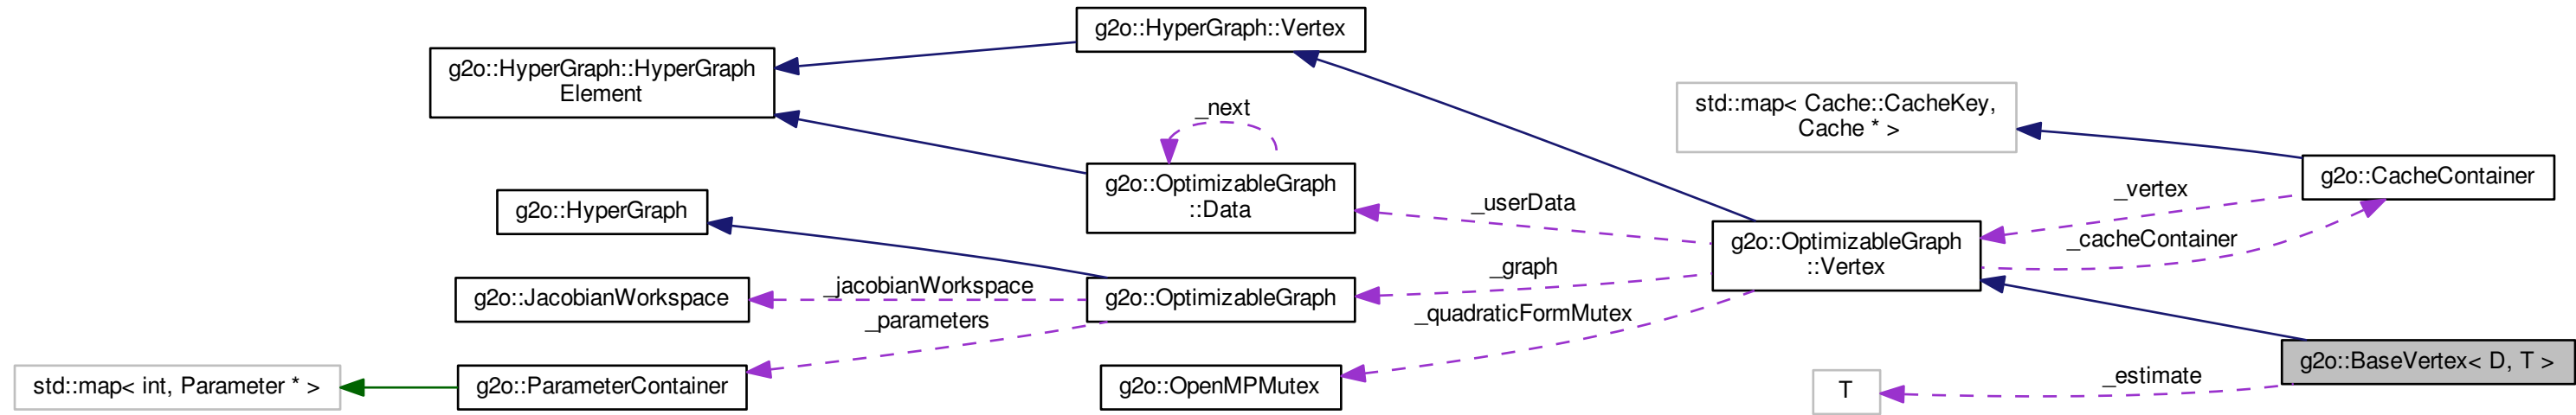 g2o::HyperGraph::Vertex
g2o::HyperGraph::HyperGraph
Element
_next
std::map< Cache::CacheKey,
Cache * >
g2o::OptimizableGraph
::Data
g2o::CacheContainer
g2o::HyperGraph
_userData
_vertex
g2o::OptimizableGraph
::Vertex
_cacheContainer
_graph
g2o::JacobianWorkspace
_jacobianWorkspace
g2o::OptimizableGraph
_parameters
_quadraticFormMutex
std::map< int, Parameter * >
g2o::ParameterContainer
g2o::OpenMPMutex
g2o::BaseVertex< D, T >
_estimate
T